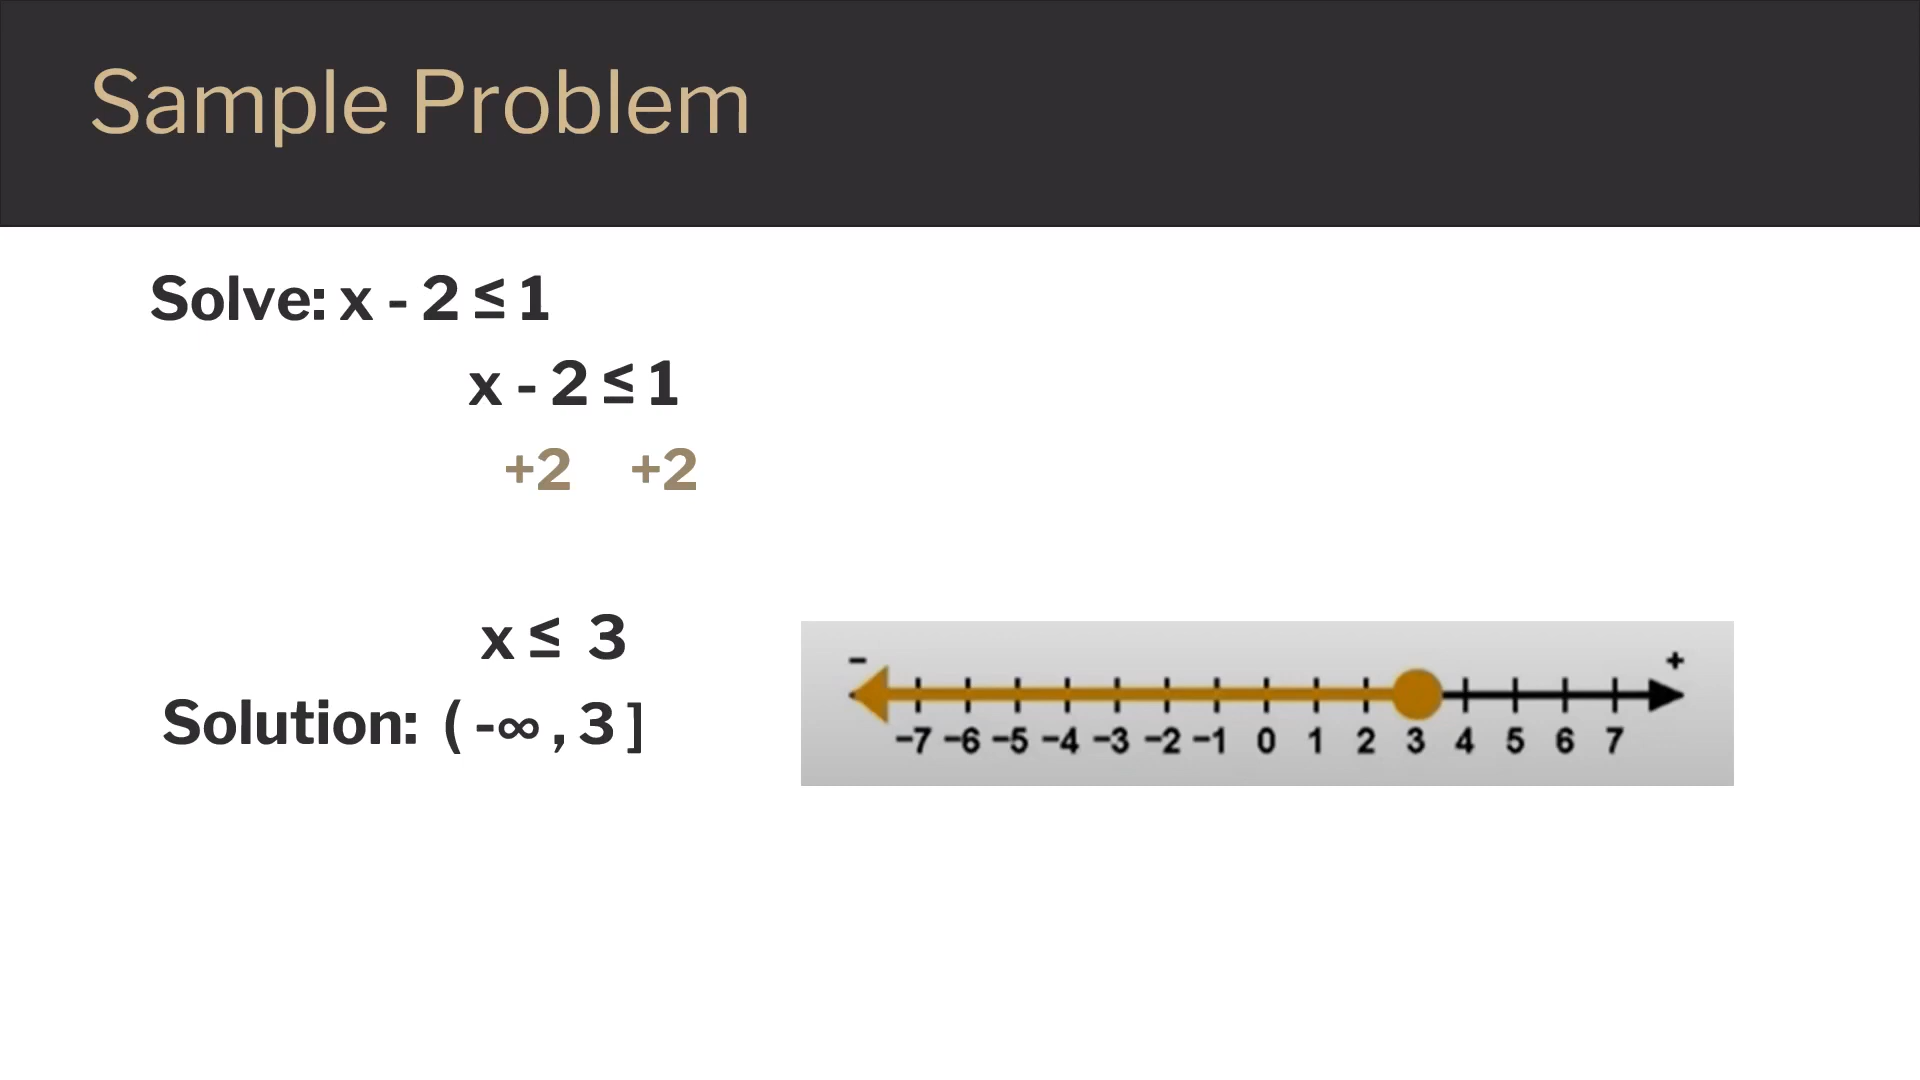 Sample Problem
Solve: x - 2 ≤ 1
x - 2 ≤ 1
+2 +2
x ≤ 3
Solution: ( -∞ , 3 ]
− +
−7 −6 −5 −4 −3 −2 −1 0 1 2 3 4 5 6 7